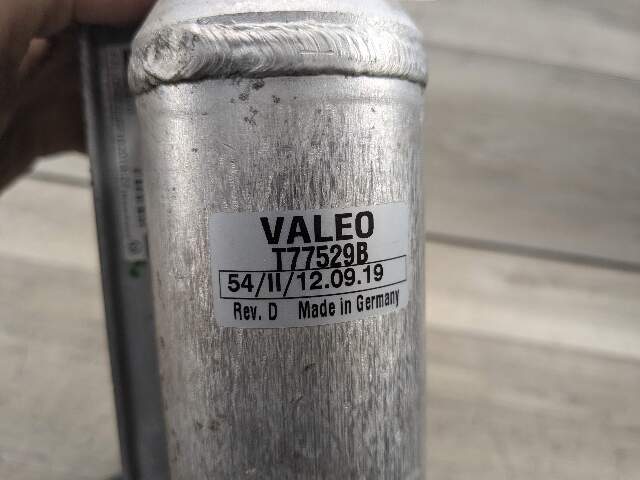 VALEO
T77529B
54/II/12.09.19
Rev. D Made in Germany